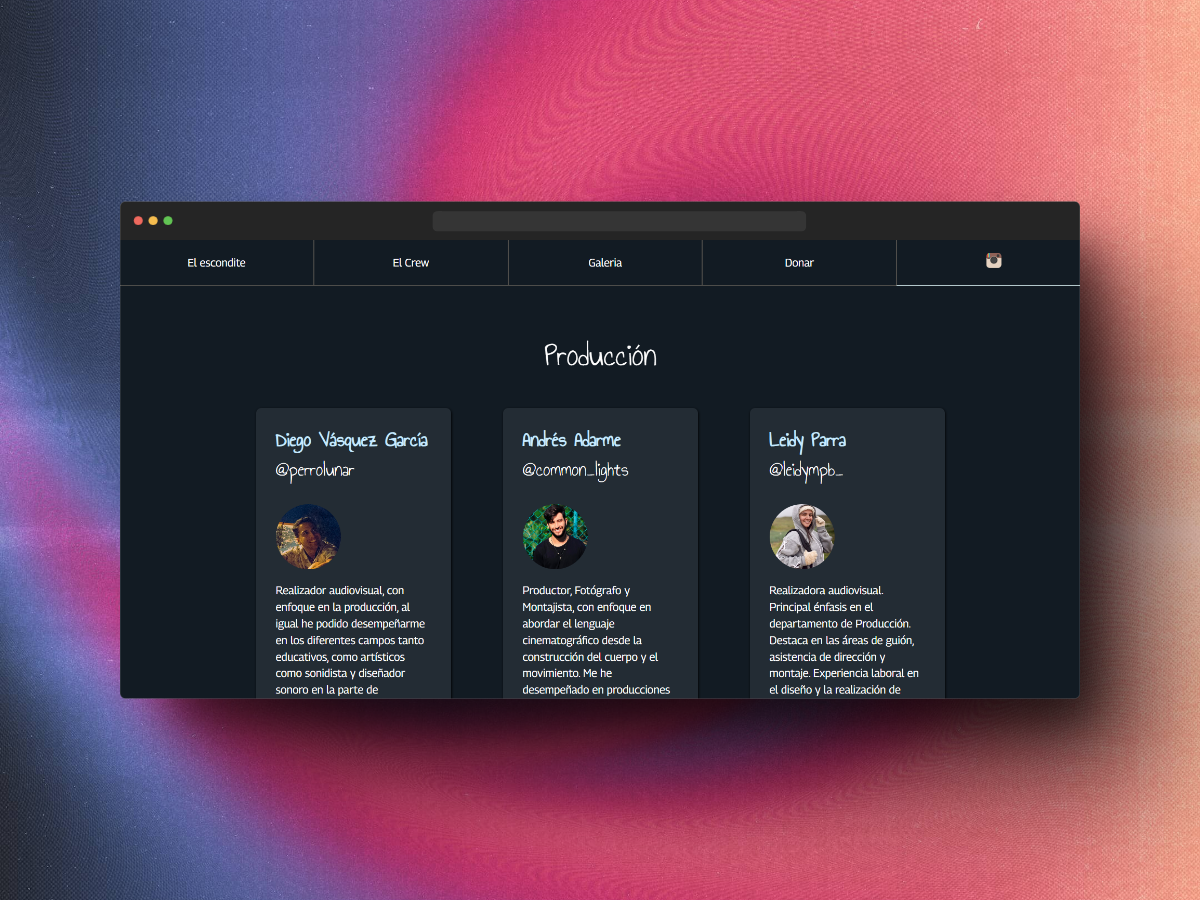 El escondite
El Crew
Galeria
Donar
Producción
Diego Vásquez García
@perrolunar
Realizador audiovisual, con
enfoque en la producción, al
igual he podido desempeñarme
en los diferentes campos tanto
educativos, como artísticos
como sonidista y diseñador
sonoro en la parte de
Andrés Adarme
@common_lights
Productor, Fotógrafo y
Montajista, con enfoque en
abordar el lenguaje
cinematográfico desde la
construcción del cuerpo y el
movimiento. Me he
desempeñado en producciones
Leidy Parra
@leidympb_
Realizadora audiovisual.
Principal énfasis en el
departamento de Producción.
Destaca en las áreas de guión,
asistencia de dirección y
montaje. Experiencia laboral en
el diseño y la realización de